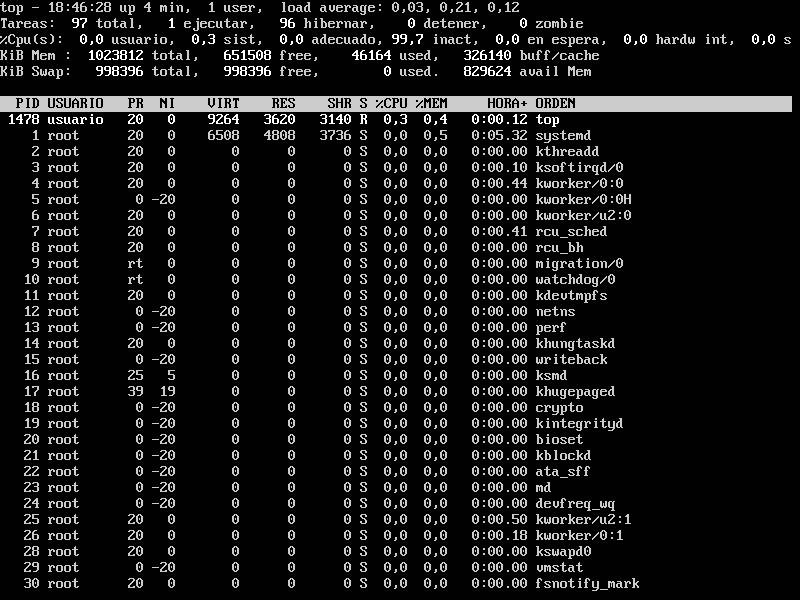 top - 18:46:28 up 4 min,  1 user,  load average: 0,03, 0,21, 0,12
Tareas:  97 total,   1 ejecutar,  96 hibernar,   0 detener,   0 zombie
%Cpu(s):  0,0 usuario,  0,3 sist,  0,0 adecuado, 99,7 inact,  0,0 en espera,  0,0 hardw int,  0,0 s
KiB Mem :  1023812 total,   651508 free,    46164 used,   326140 buff/cache
KiB Swap:   998396 total,   998396 free,        0 used.   829624 avail Mem
PID USUARIO   PR  NI    VIRT    RES    SHR S %CPU %MEM     HORA+ ORDEN
1478 usuario   20   0    9264   3620   3140 R  0,3  0,4   0:00.12 top
1 root      20   0    6508   4808   3736 S  0,0  0,5   0:05.32 systemd
2 root      20   0       0      0      0 S  0,0  0,0   0:00.00 kthreadd
3 root      20   0       0      0      0 S  0,0  0,0   0:00.10 ksoftirqd/0
4 root      20   0       0      0      0 S  0,0  0,0   0:00.44 kworker/0:0
5 root       0 -20       0      0      0 S  0,0  0,0   0:00.00 kworker/0:0H
6 root      20   0       0      0      0 S  0,0  0,0   0:00.00 kworker/u2:0
7 root      20   0       0      0      0 S  0,0  0,0   0:00.41 rcu_sched
8 root      20   0       0      0      0 S  0,0  0,0   0:00.00 rcu_bh
9 root      rt   0       0      0      0 S  0,0  0,0   0:00.00 migration/0
10 root      rt   0       0      0      0 S  0,0  0,0   0:00.00 watchdog/0
11 root      20   0       0      0      0 S  0,0  0,0   0:00.00 kdevtmpfs
12 root       0 -20       0      0      0 S  0,0  0,0   0:00.00 netns
13 root       0 -20       0      0      0 S  0,0  0,0   0:00.00 perf
14 root      20   0       0      0      0 S  0,0  0,0   0:00.00 khungtaskd
15 root       0 -20       0      0      0 S  0,0  0,0   0:00.00 writeback
16 root      25   5       0      0      0 S  0,0  0,0   0:00.00 ksmd
17 root      39  19       0      0      0 S  0,0  0,0   0:00.00 khugepaged
18 root       0 -20       0      0      0 S  0,0  0,0   0:00.00 crypto
19 root       0 -20       0      0      0 S  0,0  0,0   0:00.00 kintegrityd
20 root       0 -20       0      0      0 S  0,0  0,0   0:00.00 bioset
21 root       0 -20       0      0      0 S  0,0  0,0   0:00.00 kblockd
22 root       0 -20       0      0      0 S  0,0  0,0   0:00.00 ata_sff
23 root       0 -20       0      0      0 S  0,0  0,0   0:00.00 md
24 root       0 -20       0      0      0 S  0,0  0,0   0:00.00 devfreq_wq
25 root      20   0       0      0      0 S  0,0  0,0   0:00.50 kworker/u2:1
26 root      20   0       0      0      0 S  0,0  0,0   0:00.18 kworker/0:1
28 root      20   0       0      0      0 S  0,0  0,0   0:00.00 kswapd0
29 root       0 -20       0      0      0 S  0,0  0,0   0:00.00 vmstat
30 root      20   0       0      0      0 S  0,0  0,0   0:00.00 fsnotify_mark